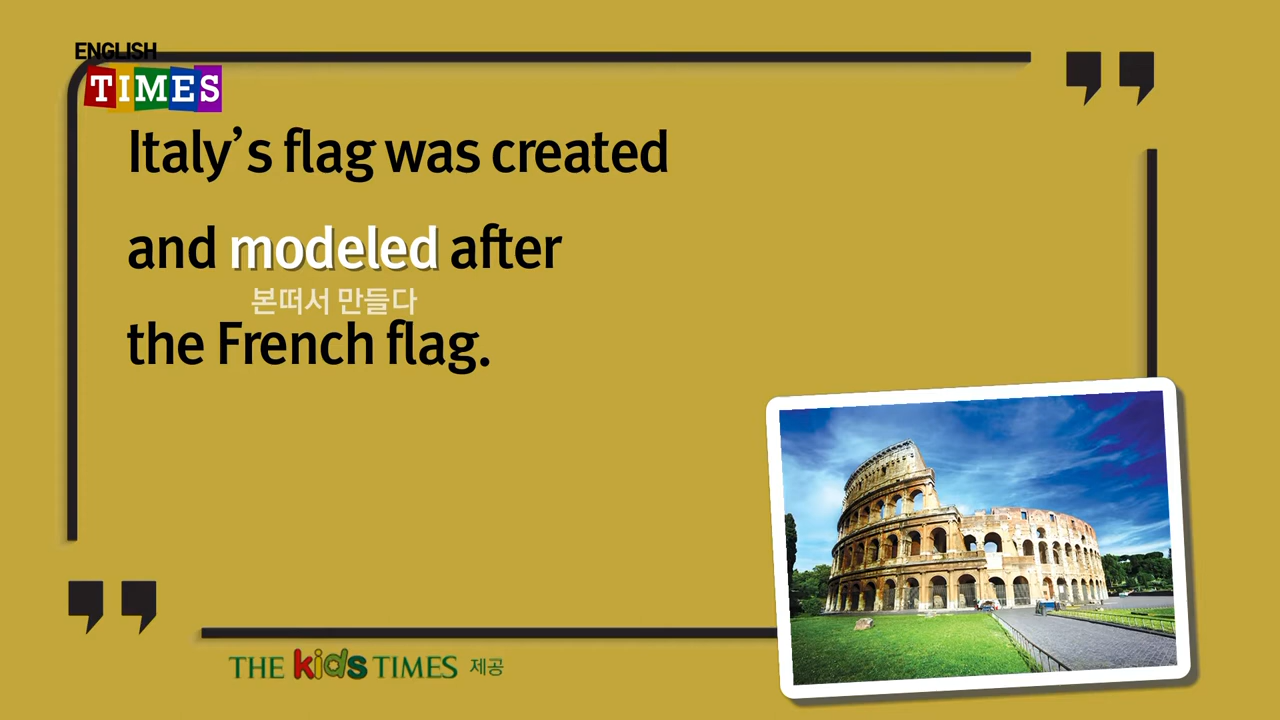 ENGLISH
TIMES
Italy’s flag was created
and modeled after
본떠서 만들다
the French flag.
THE kids TIMES 제공